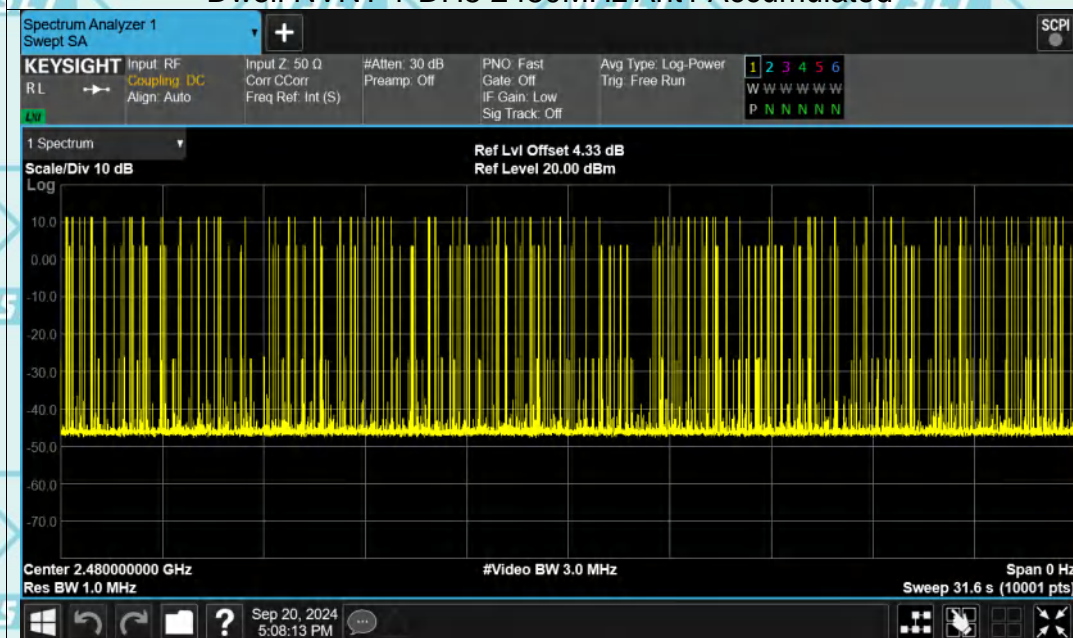 Spectrum Analyzer 1
Swept SA
SCPI
KEYSIGHT
R L
LXI
Input: RF
Coupling: DC
Align: Auto
Input Z: 50 Ω
Corr CCorr
Freq Ref: Int (S)
#Atten: 30 dB
Preamp: Off
PNO: Fast
Gate: Off
IF Gain: Low
Sig Track: Off
Avg Type: Log-Power
Trig: Free Run
1 2 3 4 5 6
W W W W W W
P N N N N N
1 Spectrum
Ref Lvl Offset 4.33 dB
Scale/Div 10 dB
Ref Level 20.00 dBm
Log
10.0
0.00
-10.0
-20.0
-30.0
-40.0
-50.0
-60.0
-70.0
Center 2.480000000 GHz
#Video BW 3.0 MHz
Span 0 Hz
Res BW 1.0 MHz
Sweep 31.6 s (10001 pts)
Sep 20, 2024
5:08:13 PM